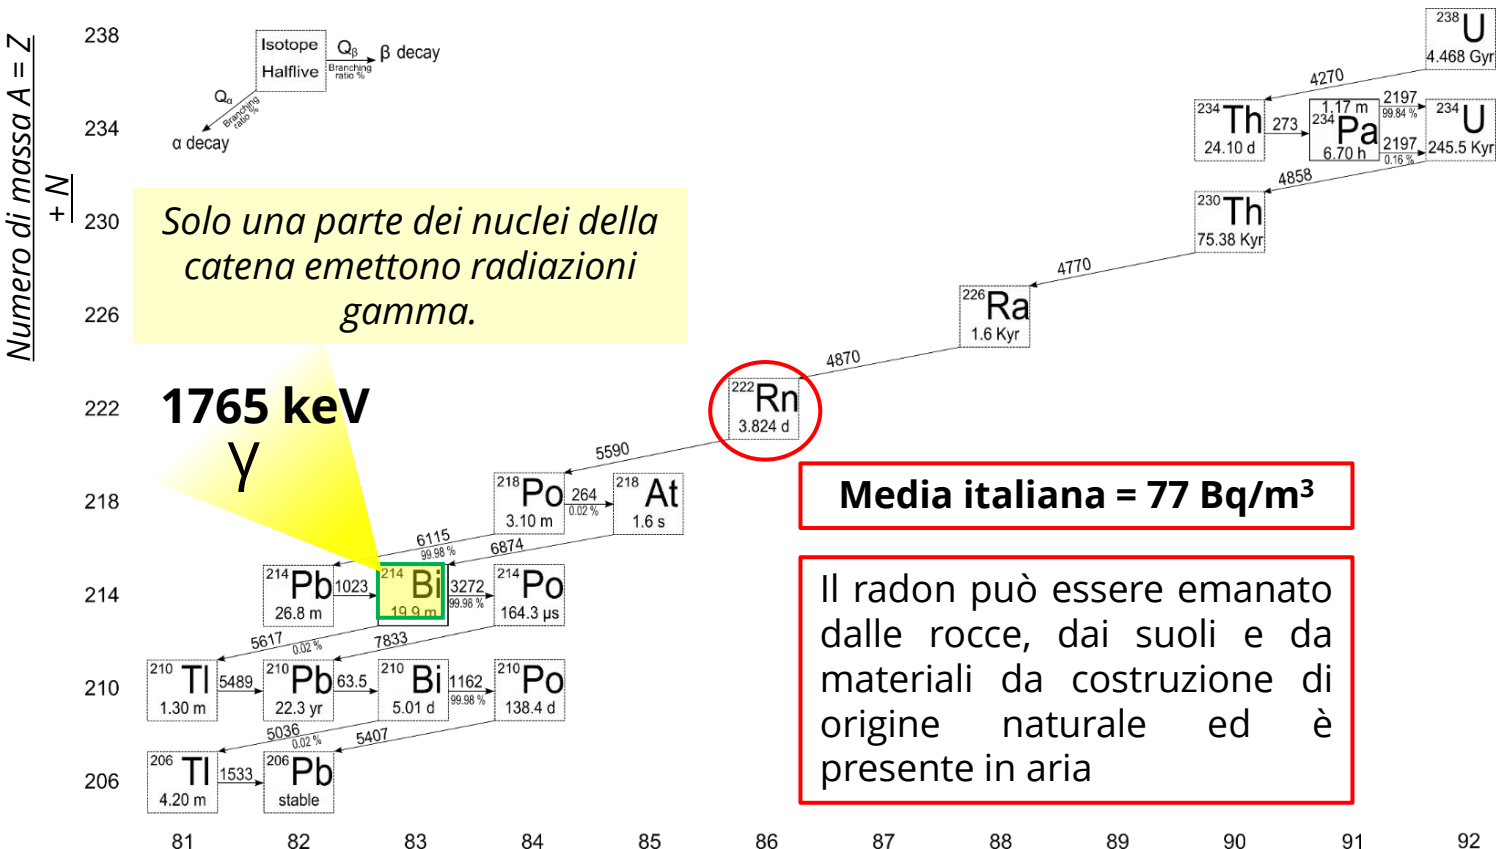 Numero di massa A = Z
+ N
238
234
230
226
222
218
214
210
206
Isotope
Halflive
Qβ
Branching
ratio %
β decay
Qα
Branching
ratio %
α decay
Solo una parte dei nuclei della
catena emettono radiazioni
gamma.
1765 keV
γ
238U
4.468 Gyr
4270
234Th
24.10 d
273
1.17 m
234Pa
6.70 h
2197
99.84 %
2197
0.16 %
234U
245.5 Kyr
4858
230Th
75.38 Kyr
4770
226Ra
1.6 Kyr
4870
222Rn
3.824 d
5590
218Po
3.10 m
264
0.02 %
218At
1.6 s
6115
99.98 %
6874
214Pb
26.8 m
1023
214Bi
19.9 m
3272
99.98 %
214Po
164.3 µs
5617
0.02 %
7833
210Tl
1.30 m
5489
210Pb
22.3 yr
63.5
210Bi
5.01 d
1162
99.98 %
210Po
138.4 d
5036
0.02 %
5407
206Tl
4.20 m
1533
206Pb
stable
Media italiana = 77 Bq/m³
Il radon può essere emanato
dalle rocce, dai suoli e da
materiali da costruzione di
origine naturale ed è
presente in aria
81 82 83 84 85 86 87 88 89 90 91 92